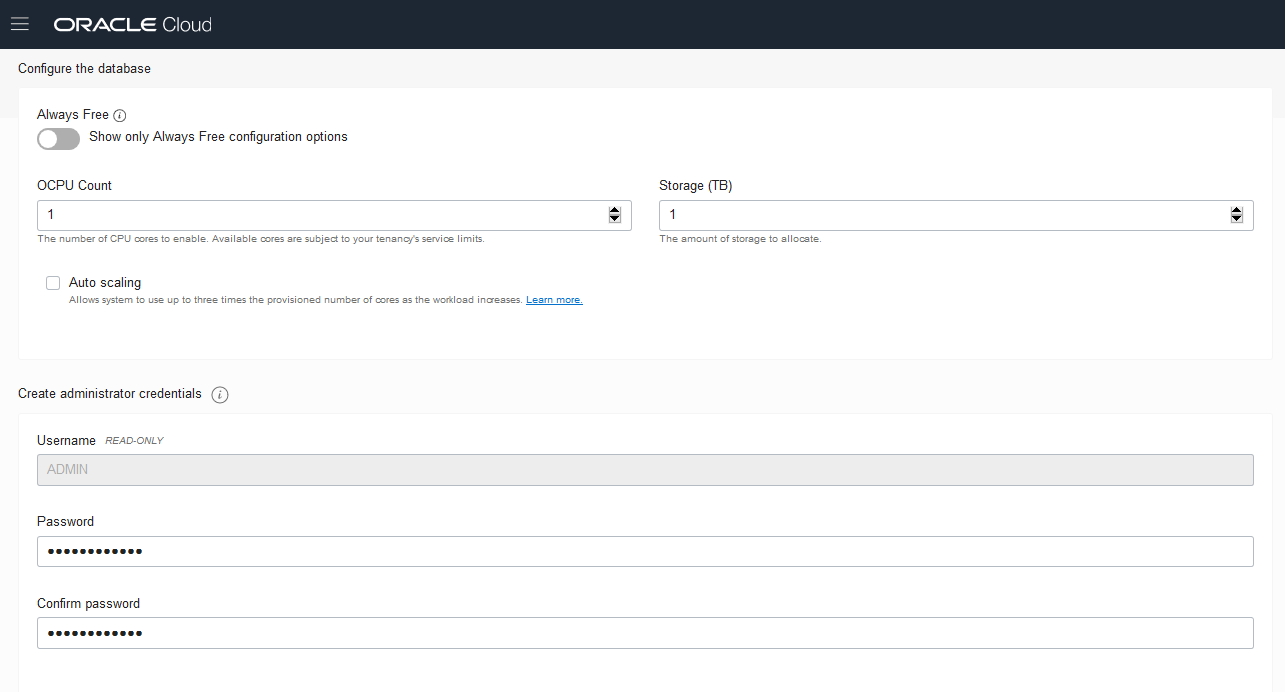 ORACLE Cloud
Configure the database
Always Free
Show only Always Free configuration options
OCPU Count
Storage (TB)
1
1
The number of CPU cores to enable. Available cores are subject to your tenancy's service limits.
The amount of storage to allocate.
Auto scaling
Allows system to use up to three times the provisioned number of cores as the workload increases. Learn more.
Create administrator credentials
Username READ-ONLY
ADMIN
Password
••••••••••••
Confirm password
••••••••••••